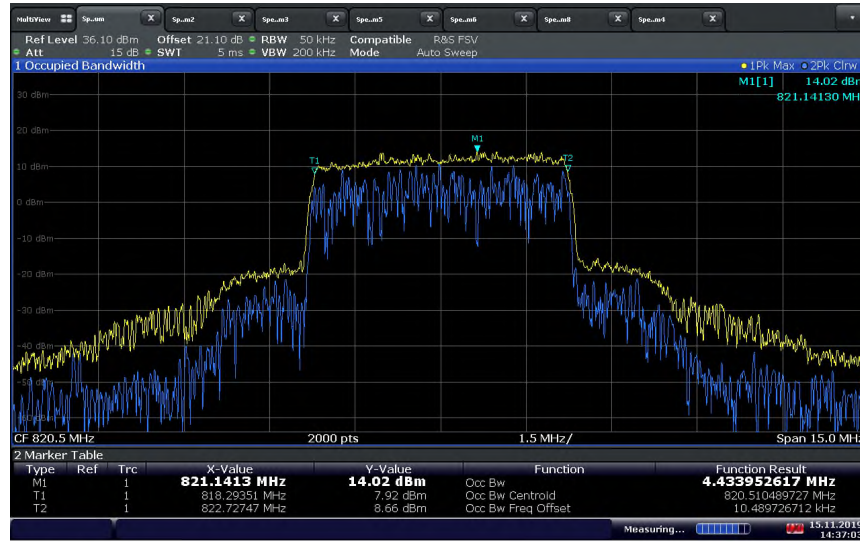 MultiView Sp..um X Sp..m2 X Spe..m3 X Spe..m5 X Spe..m6 X Spe..m8 X Spe..m4 X
Ref Level 36.10 dBm Offset 21.10 dB RBW 50 kHz Compatible R&S FSV
Att 15 dB SWT 5 ms VBW 200 kHz Mode Auto Sweep
1 Occupied Bandwidth 1Pk Max 2Pk Clrw
M1[1] 14.02 dBm
821.14130 MH
30 dBm
20 dBm
M1
T1 T2
10 dBm
0 dBm
-10 dBm
-20 dBm
-30 dBm
-40 dBm
-50 dBm
CF 820.5 MHz 2000 pts 1.5 MHz/ Span 15.0 MHz
2 Marker Table
Type Ref Trc X-Value Y-Value Function Function Result
M1 1 821.1413 MHz 14.02 dBm Occ Bw 4.433952617 MHz
T1 1 818.29351 MHz 7.92 dBm Occ Bw Centroid 820.510489727 MHz
T2 1 822.72747 MHz 8.66 dBm Occ Bw Freq Offset 10.489726712 kHz
Measuring... 15.11.2019
14:37:03